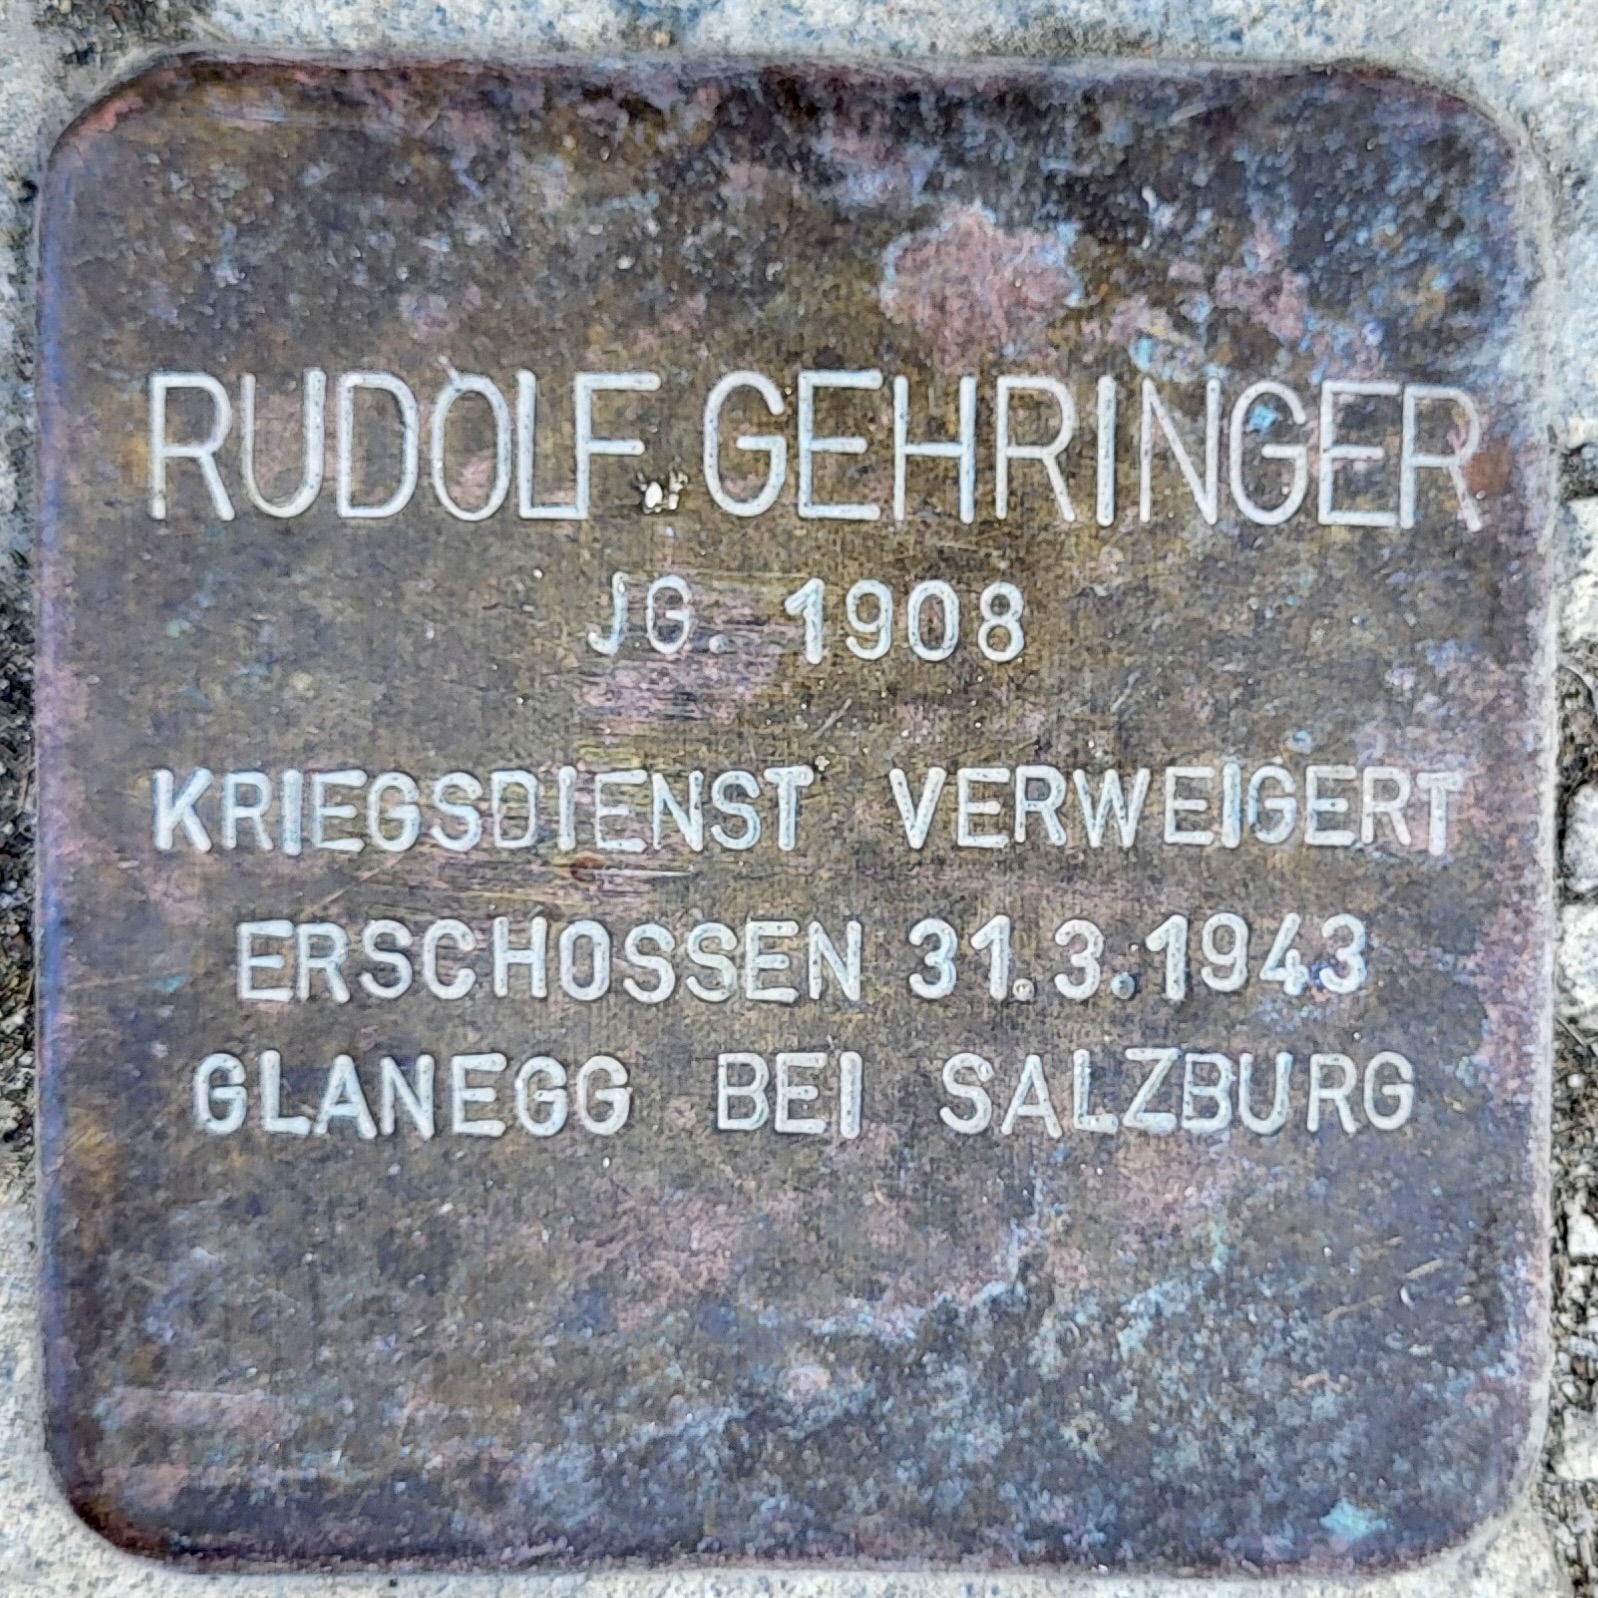 RUDOLF GEHRINGER
JG. 1908
KRIEGSDIENST VERWEIGERT
ERSCHOSSEN 31.3.1943
GLANEGG BEI SALZBURG